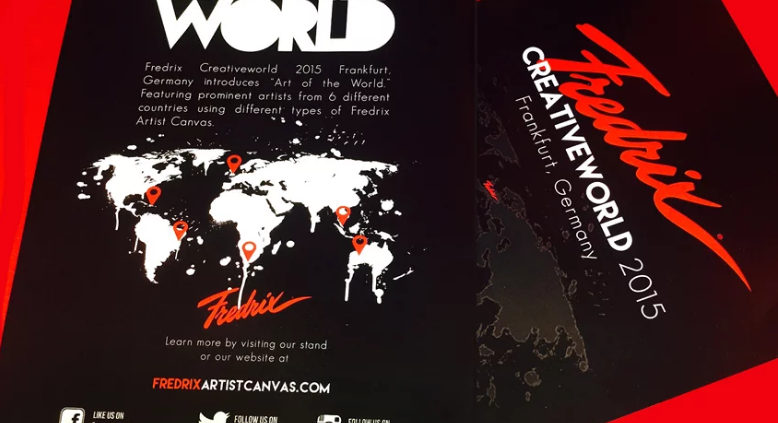 WORLD
Fredrix Creativeworld 2015 Frankfurt,
Germany introduces "Art of the World."
Featuring prominent artists from 6 different
countries using different types of Fredrix
Artist Canvas.
Fredrix
Learn more by visiting our stand
or our website at
FREDRIXARTISTCANVAS.COM
LIKE US ON
FOLLOW US ON
FOLLOW US ON
Fredrix
CREATIVEWORLD 2015
Frankfurt, Germany